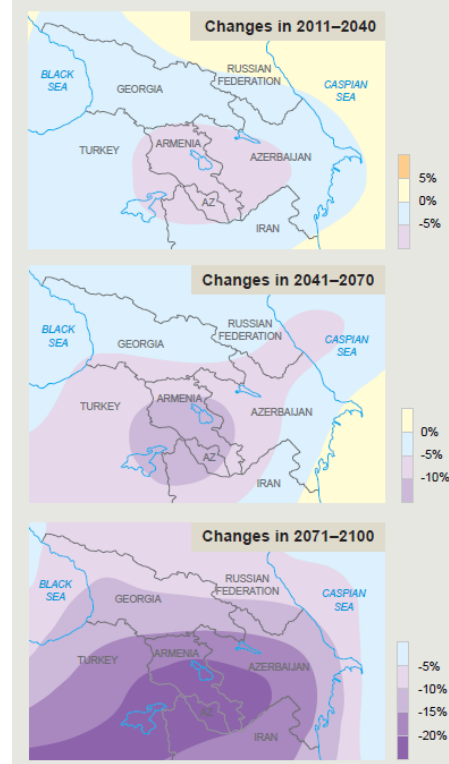 Changes in 2011–2040
BLACK
SEA
GEORGIA
RUSSIAN
FEDERATION
CASPIAN
SEA
TURKEY
ARMENIA
AZERBAIJAN
AZ
IRAN
5%
0%
-5%
Changes in 2041–2070
BLACK
SEA
GEORGIA
RUSSIAN
FEDERATION
CASPIAN
SEA
TURKEY
ARMENIA
AZERBAIJAN
AZ
IRAN
0%
-5%
-10%
Changes in 2071–2100
BLACK
SEA
GEORGIA
RUSSIAN
FEDERATION
CASPIAN
SEA
TURKEY
ARMENIA
AZERBAIJAN
AZ
IRAN
-5%
-10%
-15%
-20%